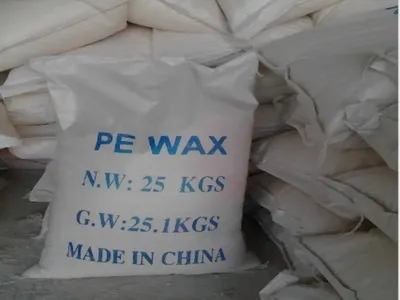 PE WAX
N.W: 25 KGS
G.W:25.1KGS
MADE IN CHINA